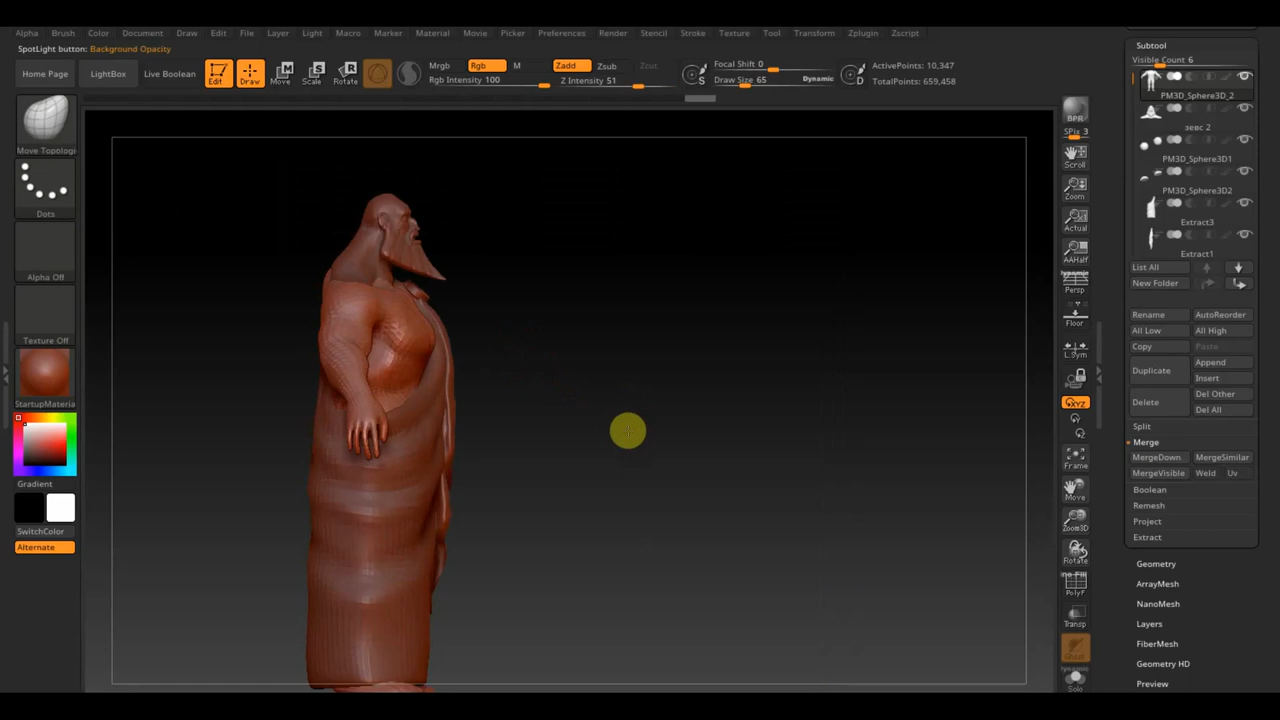 Alpha Brush Color Document Draw Edit File Layer Light Macro Marker Material Movie Picker Preferences Render Stencil Stroke Texture Tool Transform Zplugin Zscript
SpotLight button: Background Opacity
Home Page LightBox Live Boolean Edit Draw Move Scale Rotate
Mrgb Rgb M Zadd Zsub Zcut
Rgb Intensity 100 Z Intensity 51
Focal Shift 0
Draw Size 65 Dynamic
ActivePoints: 10,347
TotalPoints: 659,458
S
D
Move Topologi
Dots
Alpha Off
Texture Off
StartupMateria
Gradient
SwitchColor
Alternate
BPR
SPix 3
Scroll
Zoom
Actual
AAHalf
Dynamic
Persp
Floor
L.Sym
XYZ
Y
Z
Frame
Move
Zoom3D
Rotate
PolyF
Transp
Ghost
Dynamic
Solo
Subtool
Visible Count 6
PM3D_Sphere3D_2
зевс 2
PM3D_Sphere3D1
PM3D_Sphere3D2
Extract3
Extract1
List All
New Folder
Rename AutoReorder
All Low All High
Copy Paste
Duplicate Append
Insert
Delete Del Other
Del All
Split
Merge
MergeDown MergeSimilar
MergeVisible Weld Uv
Boolean
Remesh
Project
Extract
Geometry
ArrayMesh
NanoMesh
Layers
FiberMesh
Geometry HD
Preview